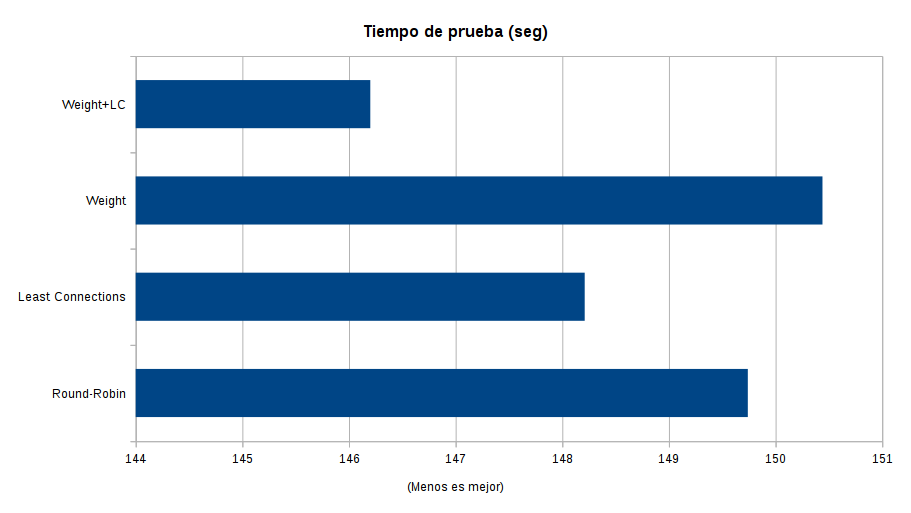 Tiempo de prueba (seg)
Weight+LC
Weight
Least Connections
Round-Robin
144 145 146 147 148 149 150 151
(Menos es mejor)